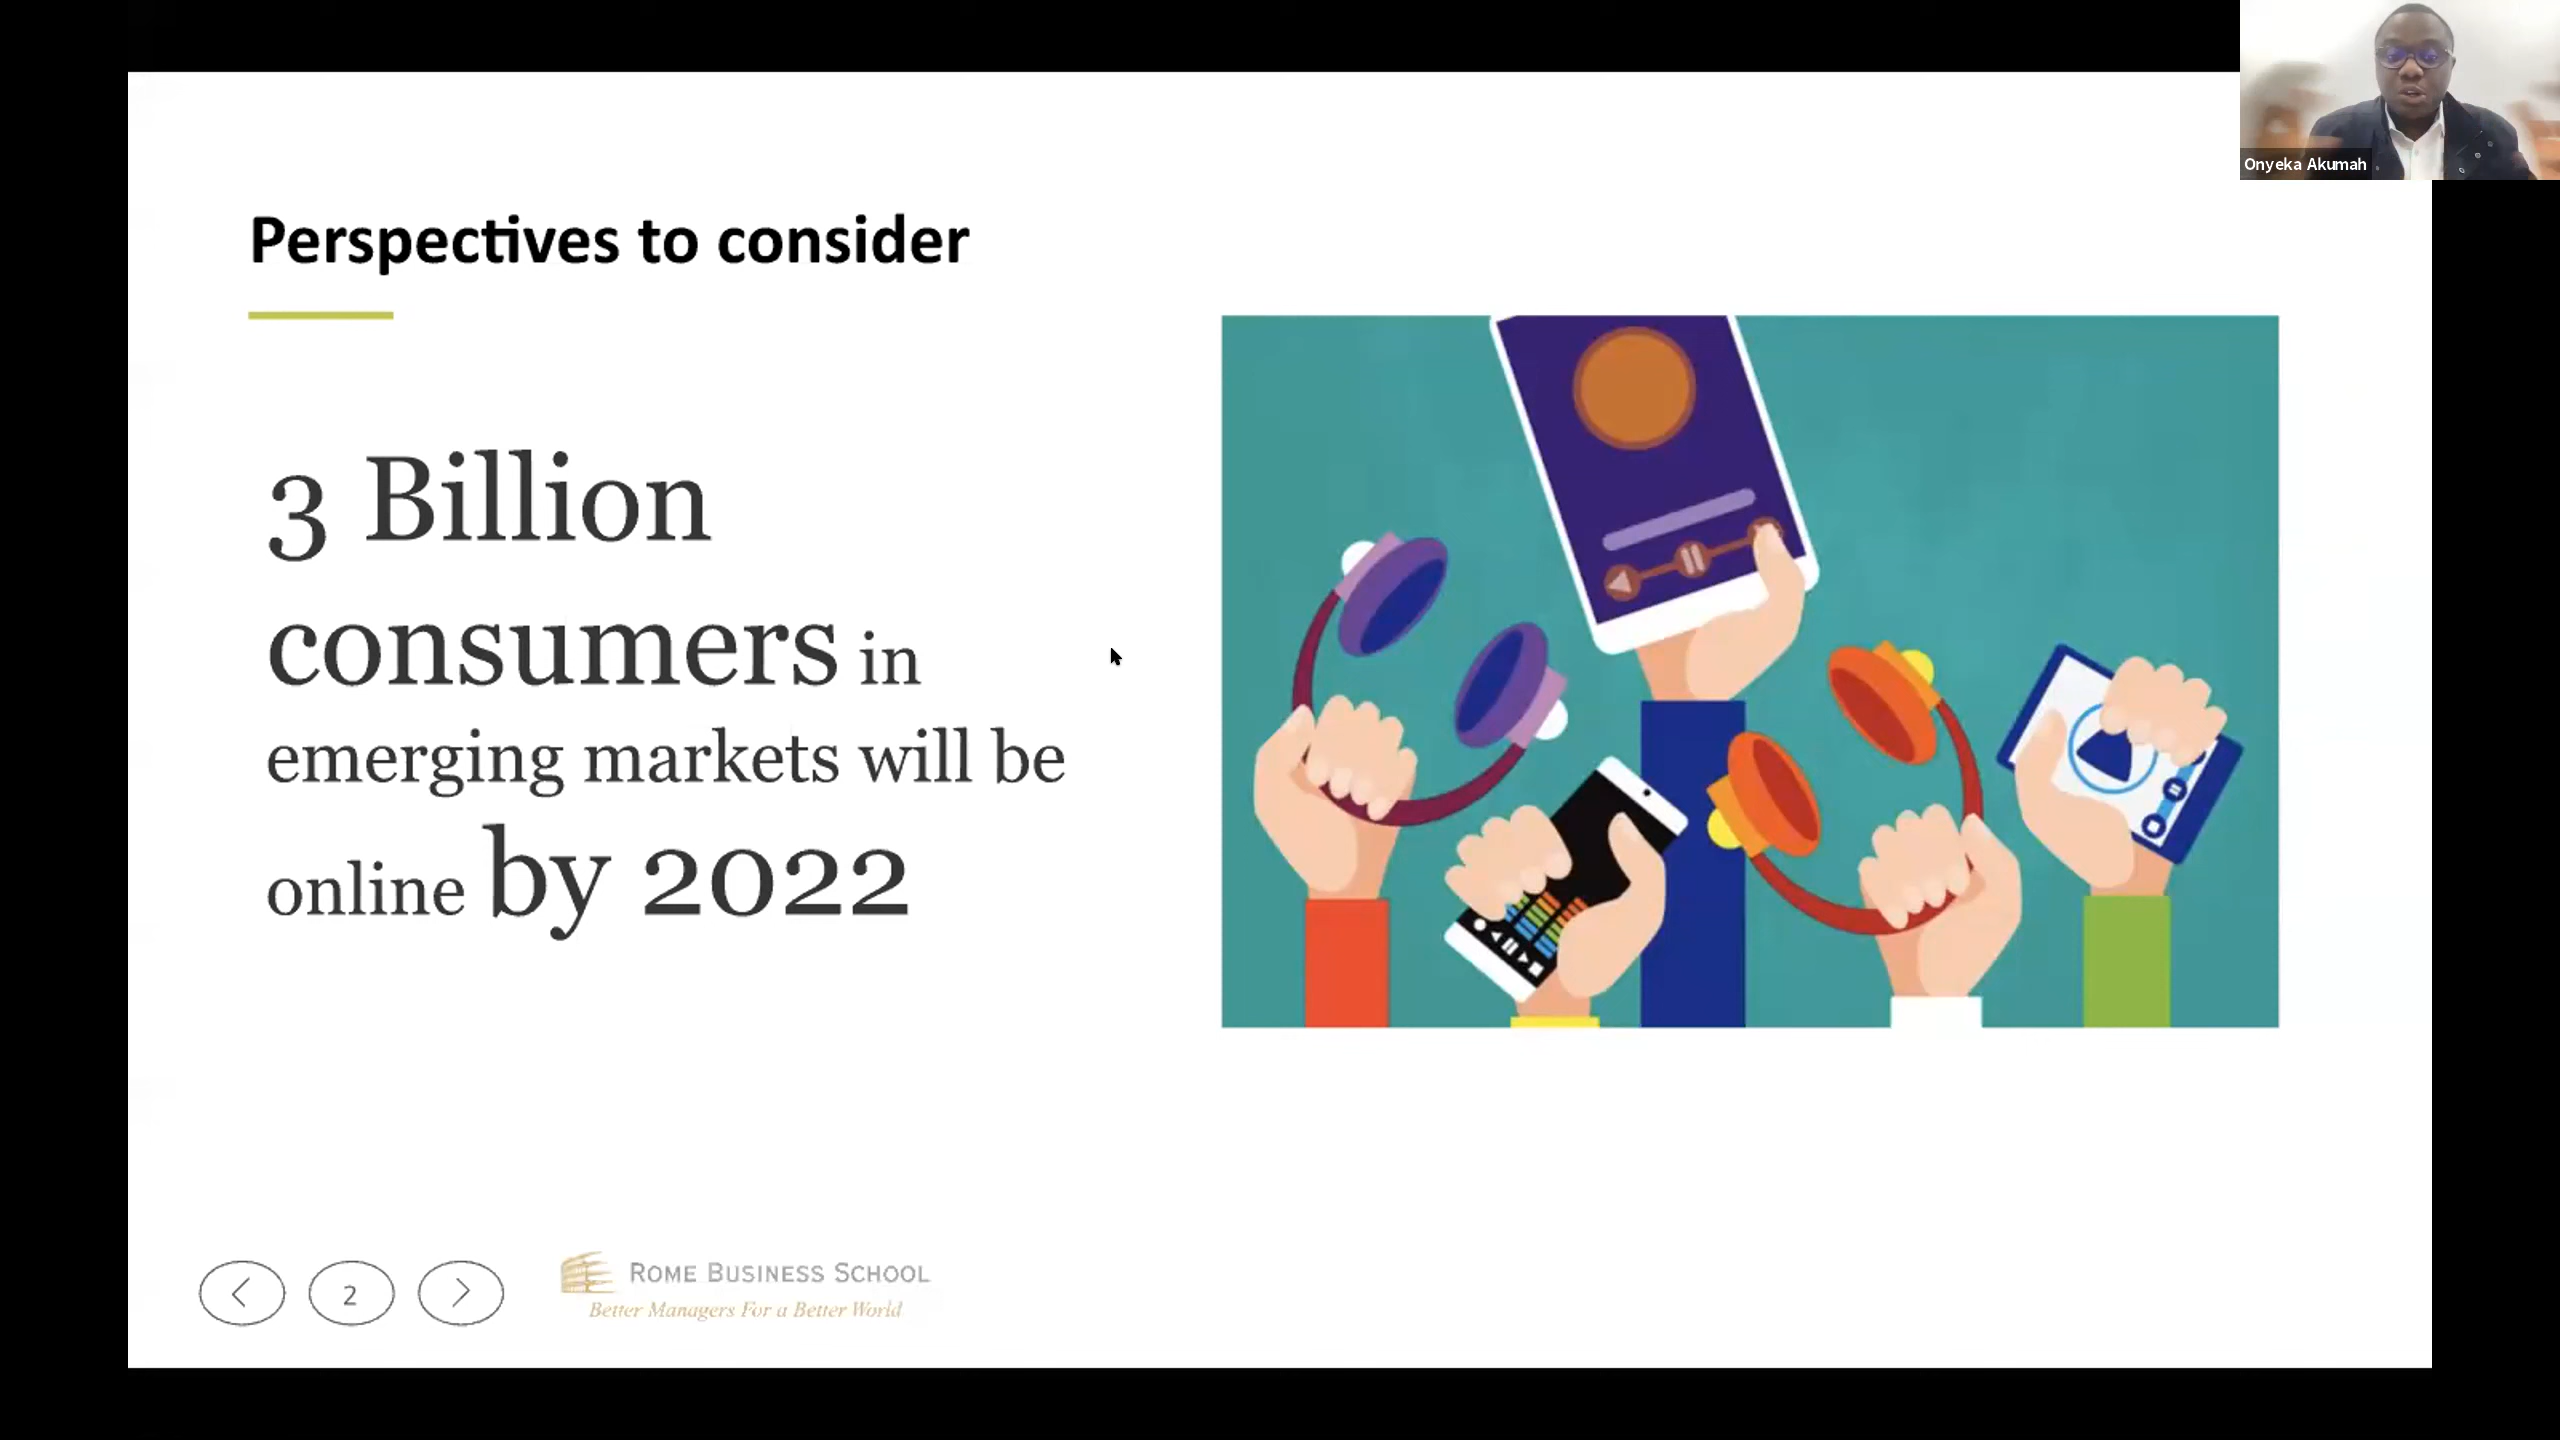 Onyeka Akumah
Perspectives to consider
3 Billion
consumers in
emerging markets will be
online by 2022
2
ROME BUSINESS SCHOOL
Better Managers For a Better World